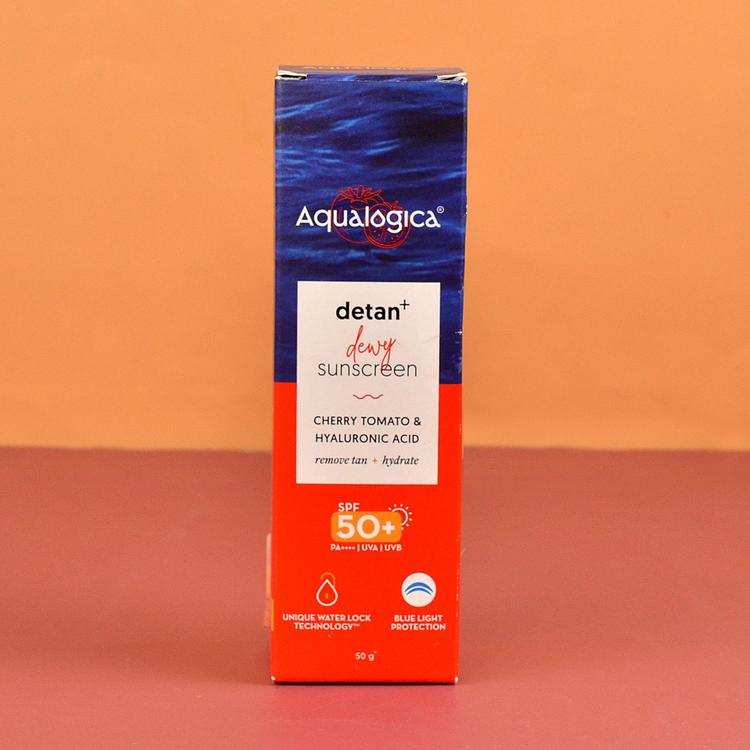 Aqualogica
Aqualogica®
detan+
dewy
sunscreen
CHERRY TOMATO &
HYALURONIC ACID
remove tan + hydrate
SPF
50+
PA++++ | UVA | UVB
UNIQUE WATER LOCK
TECHNOLOGY™
BLUE LIGHT
PROTECTION
50 g